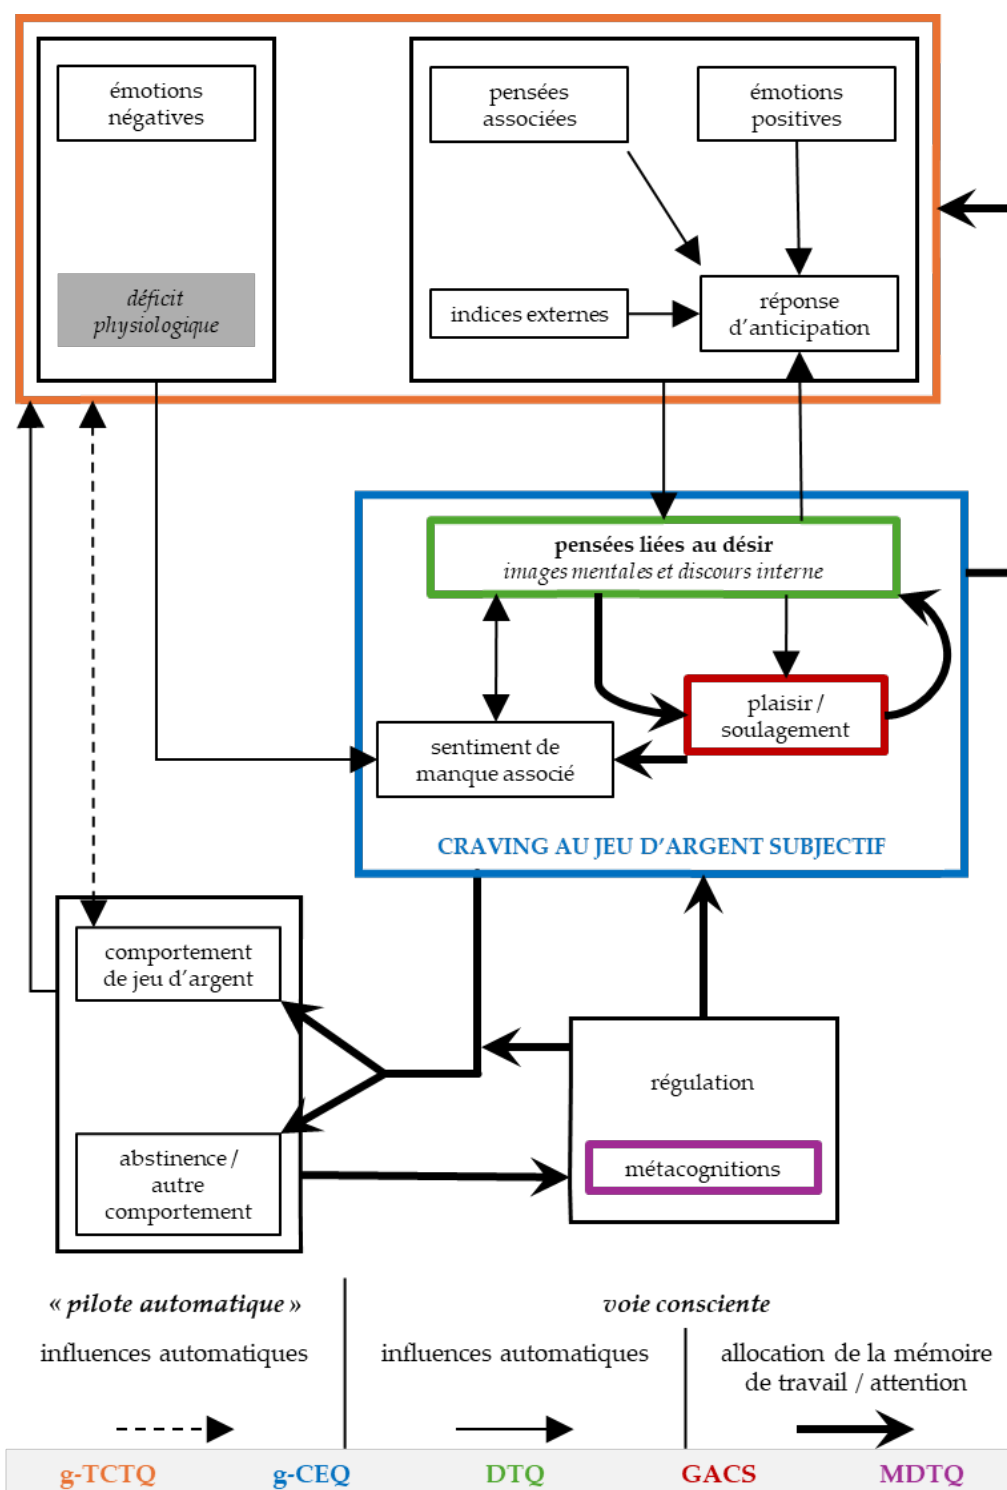 émotions
négatives
pensées
associées
émotions
positives
déficit
physiologique
indices externes
réponse
d'anticipation
pensées liées au désir
images mentales et discours interne
plaisir /
soulagement
sentiment de
manque associé
CRAVING AU JEU D'ARGENT SUBJECTIF
comportement
de jeu d'argent
régulation
abstinence /
autre
comportement
métacognitions
« pilote automatique »
voie consciente
influences automatiques
influences automatiques
allocation de la mémoire
de travail / attention
g-TCTQ
g-CEQ
DTQ
GACS
MDTQ